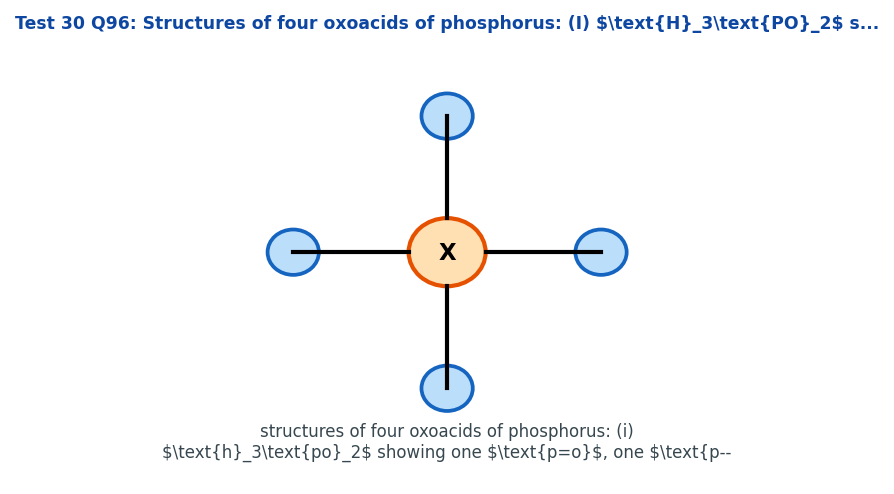 Test 30 Q96: Structures of four oxoacids of phosphorus: (I) $\text{H}_3\text{PO}_2$ s...
X
structures of four oxoacids of phosphorus: (i)
$\text{h}_3\text{po}_2$ showing one $\text{p=o}$, one $\text{p--